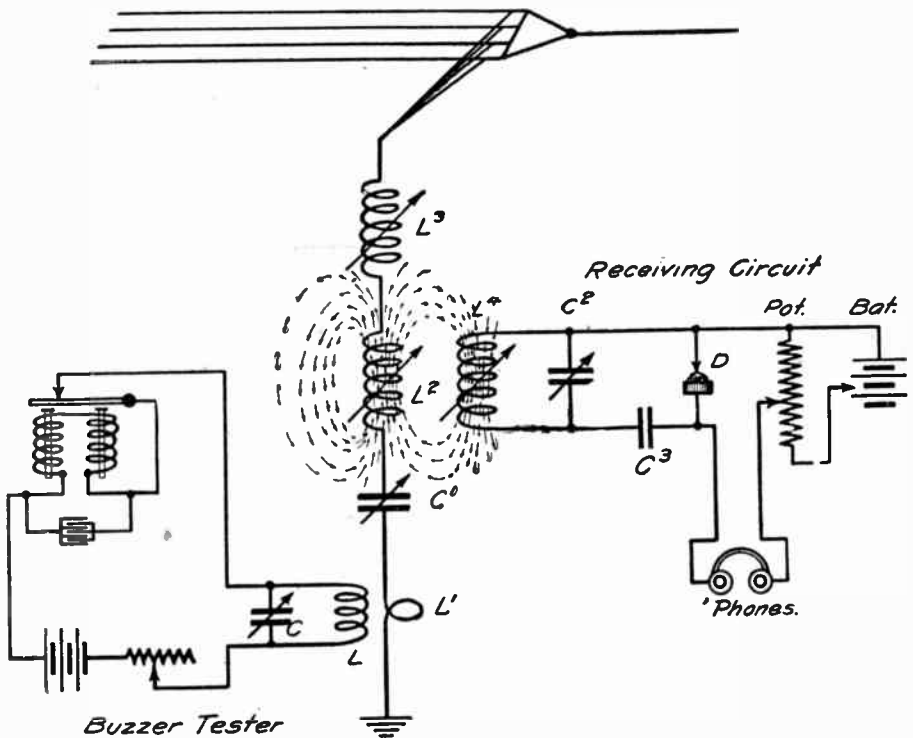 L³
Receiving Circuit
L⁴
C²
Pot.
Bat.
D
L²
C³
C⁰
L'
C
L
'Phones.
Buzzer Tester